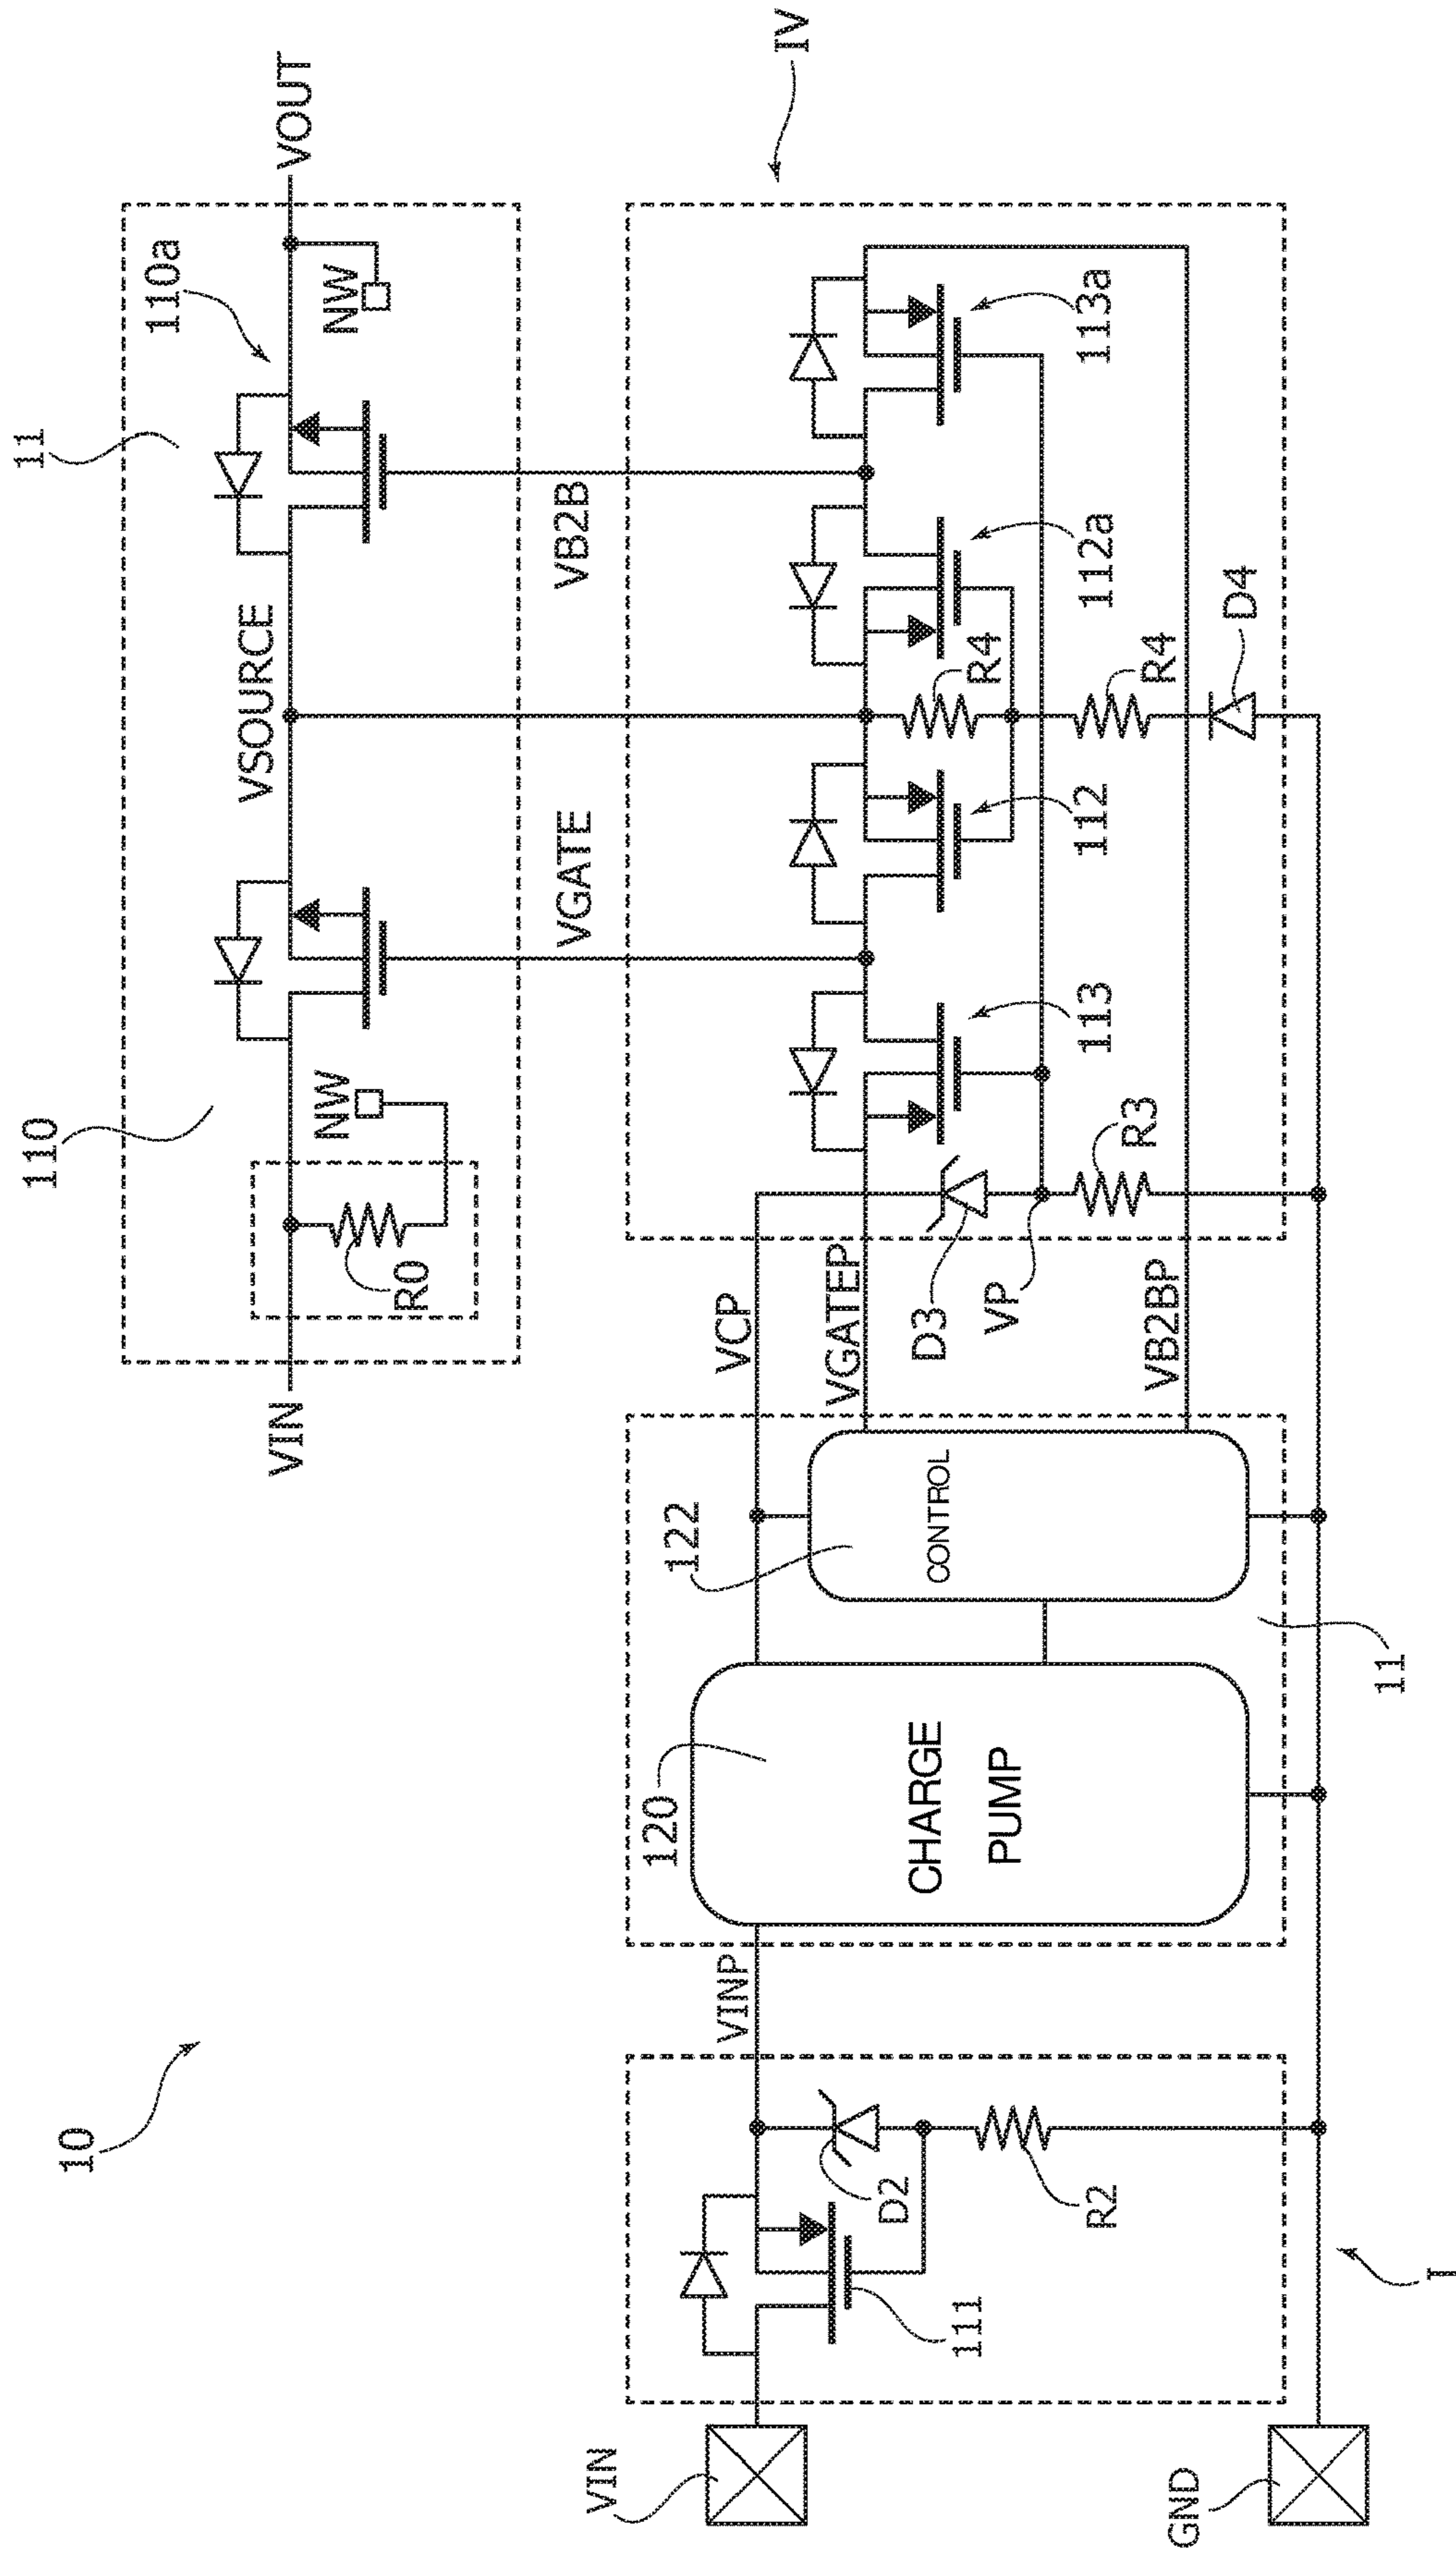 10
11
110
110a
VOUT
NW
VSOURCE
NW
R0
VIN
VGATE
VB2B
IV
VCP
VGATEP
D3
VP
VB2BP
R3
113
112
R4
112a
113a
R4
D4
VIN
VINP
111
D2
R2
120
CHARGE
PUMP
122
CONTROL
11
GND
I